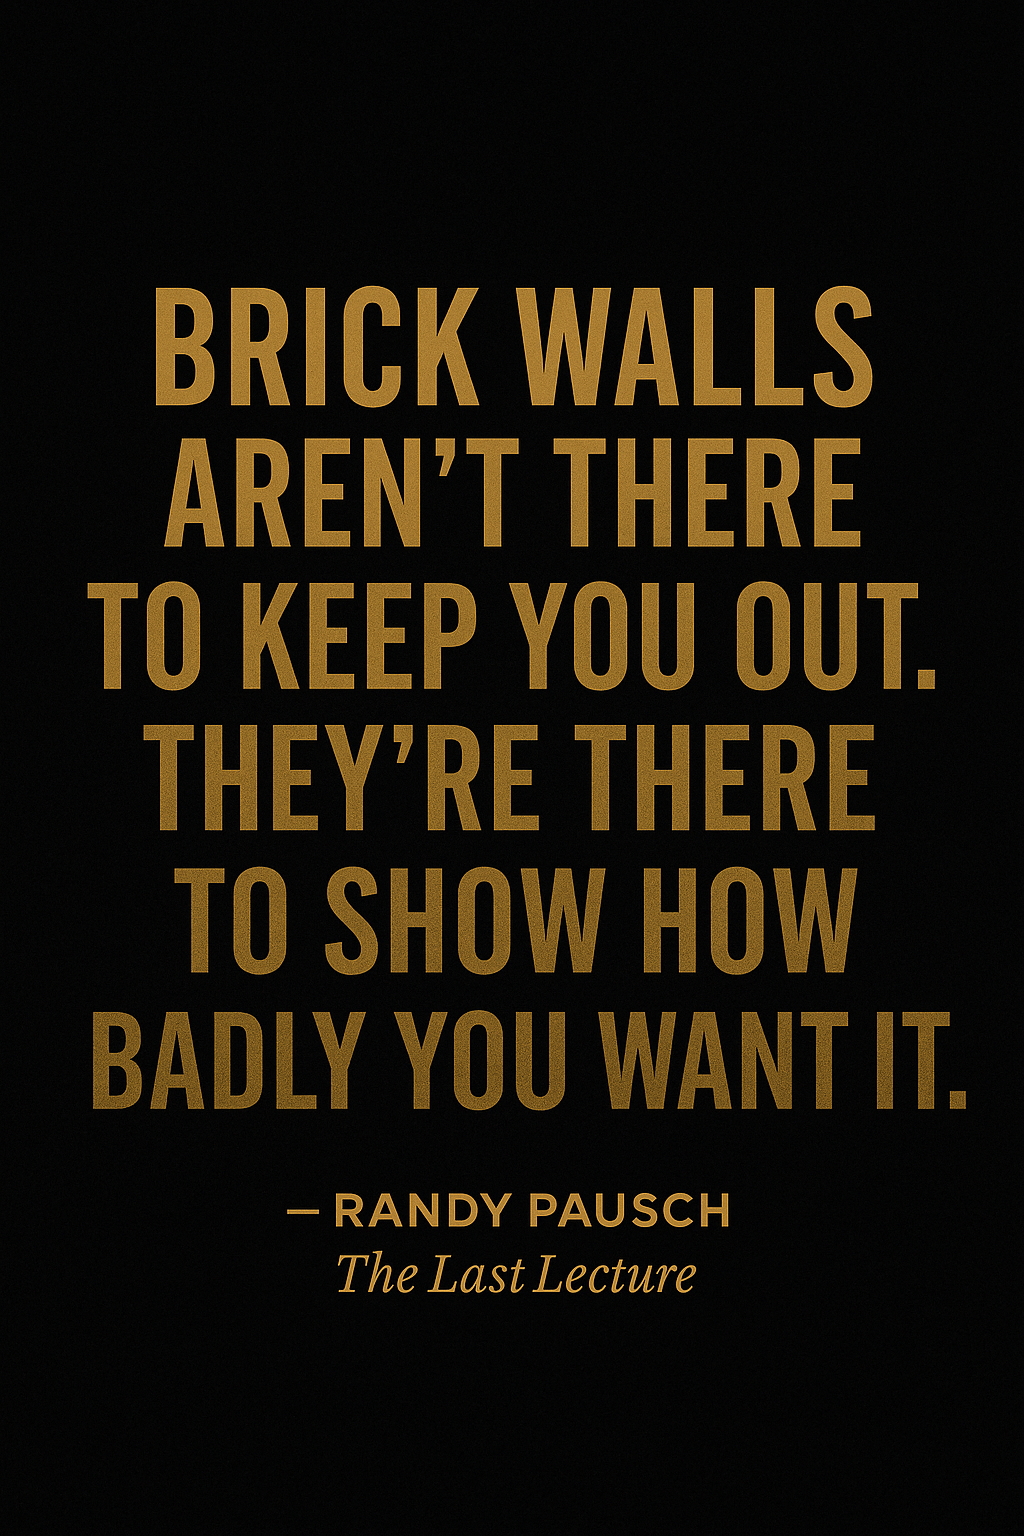 BRICK WALLS
AREN’T THERE
TO KEEP YOU OUT.
THEY’RE THERE
TO SHOW HOW
BADLY YOU WANT IT.
— RANDY PAUSCH
The Last Lecture